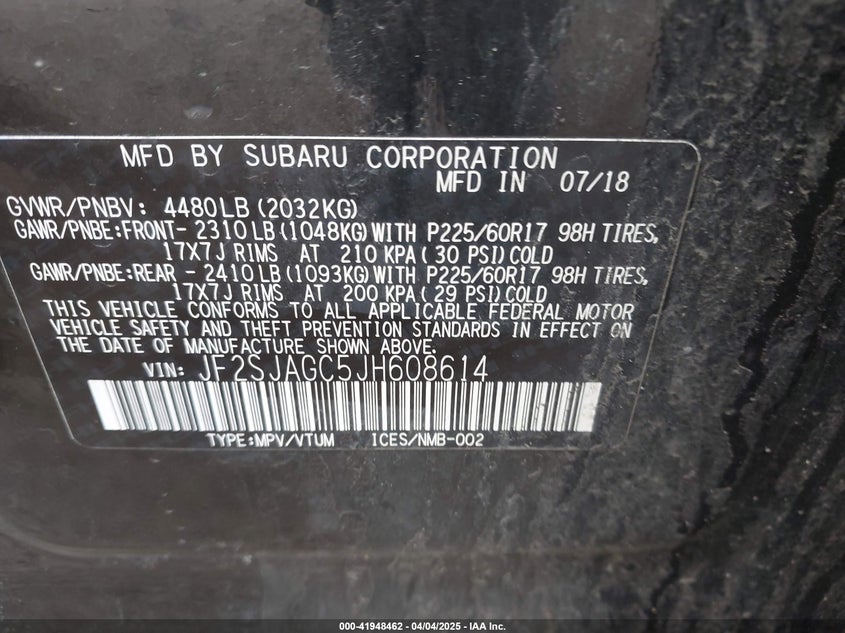 MFD BY SUBARU CORPORATION
MFD IN 07/18
GVWR/PNBV: 4480LB(2032KG)
GAWR/PNBE:FRONT- 2310LB(1048KG)WITH P225/60R17 98H TIRES,
17X7J RIMS AT 210KPA( 30 PSI)COLD
GAWR/PNBE:REAR - 2410LB(1093KG)WITH P225/60R17 98H TIRES,
17X7J RIMS AT 200KPA( 29 PSI)COLD
THIS VEHICLE CONFORMS TO ALL APPLICABLE FEDERAL MOTOR
VEHICLE SAFETY AND THEFT PREVENTION STANDARDS IN EFFECT ON
THE DATE OF MANUFACTURE SHOWN ABOVE.
VIN: JF2SJAGC5JH608614
TYPE:MPV/VTUM ICES/NMB-002
000-41948462 - 04/04/2025 - IAA Inc.